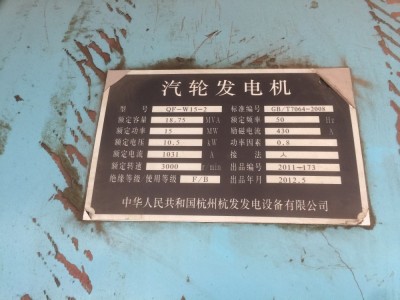 汽轮发电机
型号 QF-W15-2 标准编号 GB/T7064-2008
额定容量 18.75 MVA 额定频率 50 Hz
额定功率 15 MW 励磁电流 430 A
额定电压 10.5 kV 功率因素 0.8
额定电流 1031 A 接法 人
额定转速 3000 r/min 出品编号 2011-173
绝缘等级/使用等级 F/B 出品年月 2012.5
中华人民共和国杭州杭发发电设备有限公司